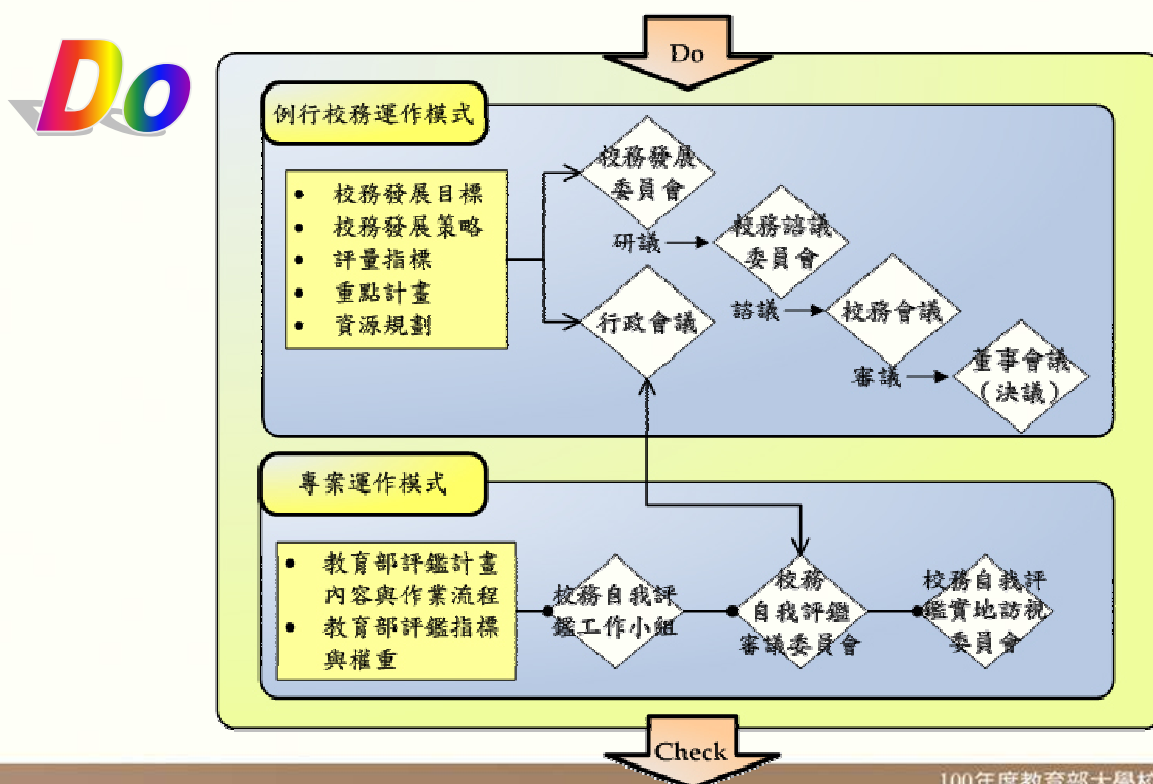 Do
Do
例行校務運作模式
• 校務發展目標
• 校務發展策略
• 評量指標
• 重點計畫
• 資源規劃
校務發展
委員會
研議
校務諮議
委員會
行政會議
諮議
校務會議
審議
董事會議
（決議）
專案運作模式
• 教育部評鑑計畫
內容與作業流程
• 教育部評鑑指標
與權重
校務自我評
鑑工作小組
校務
自我評鑑
審議委員會
校務自我評
鑑實地訪視
委員會
Check
100年度教育部大學校